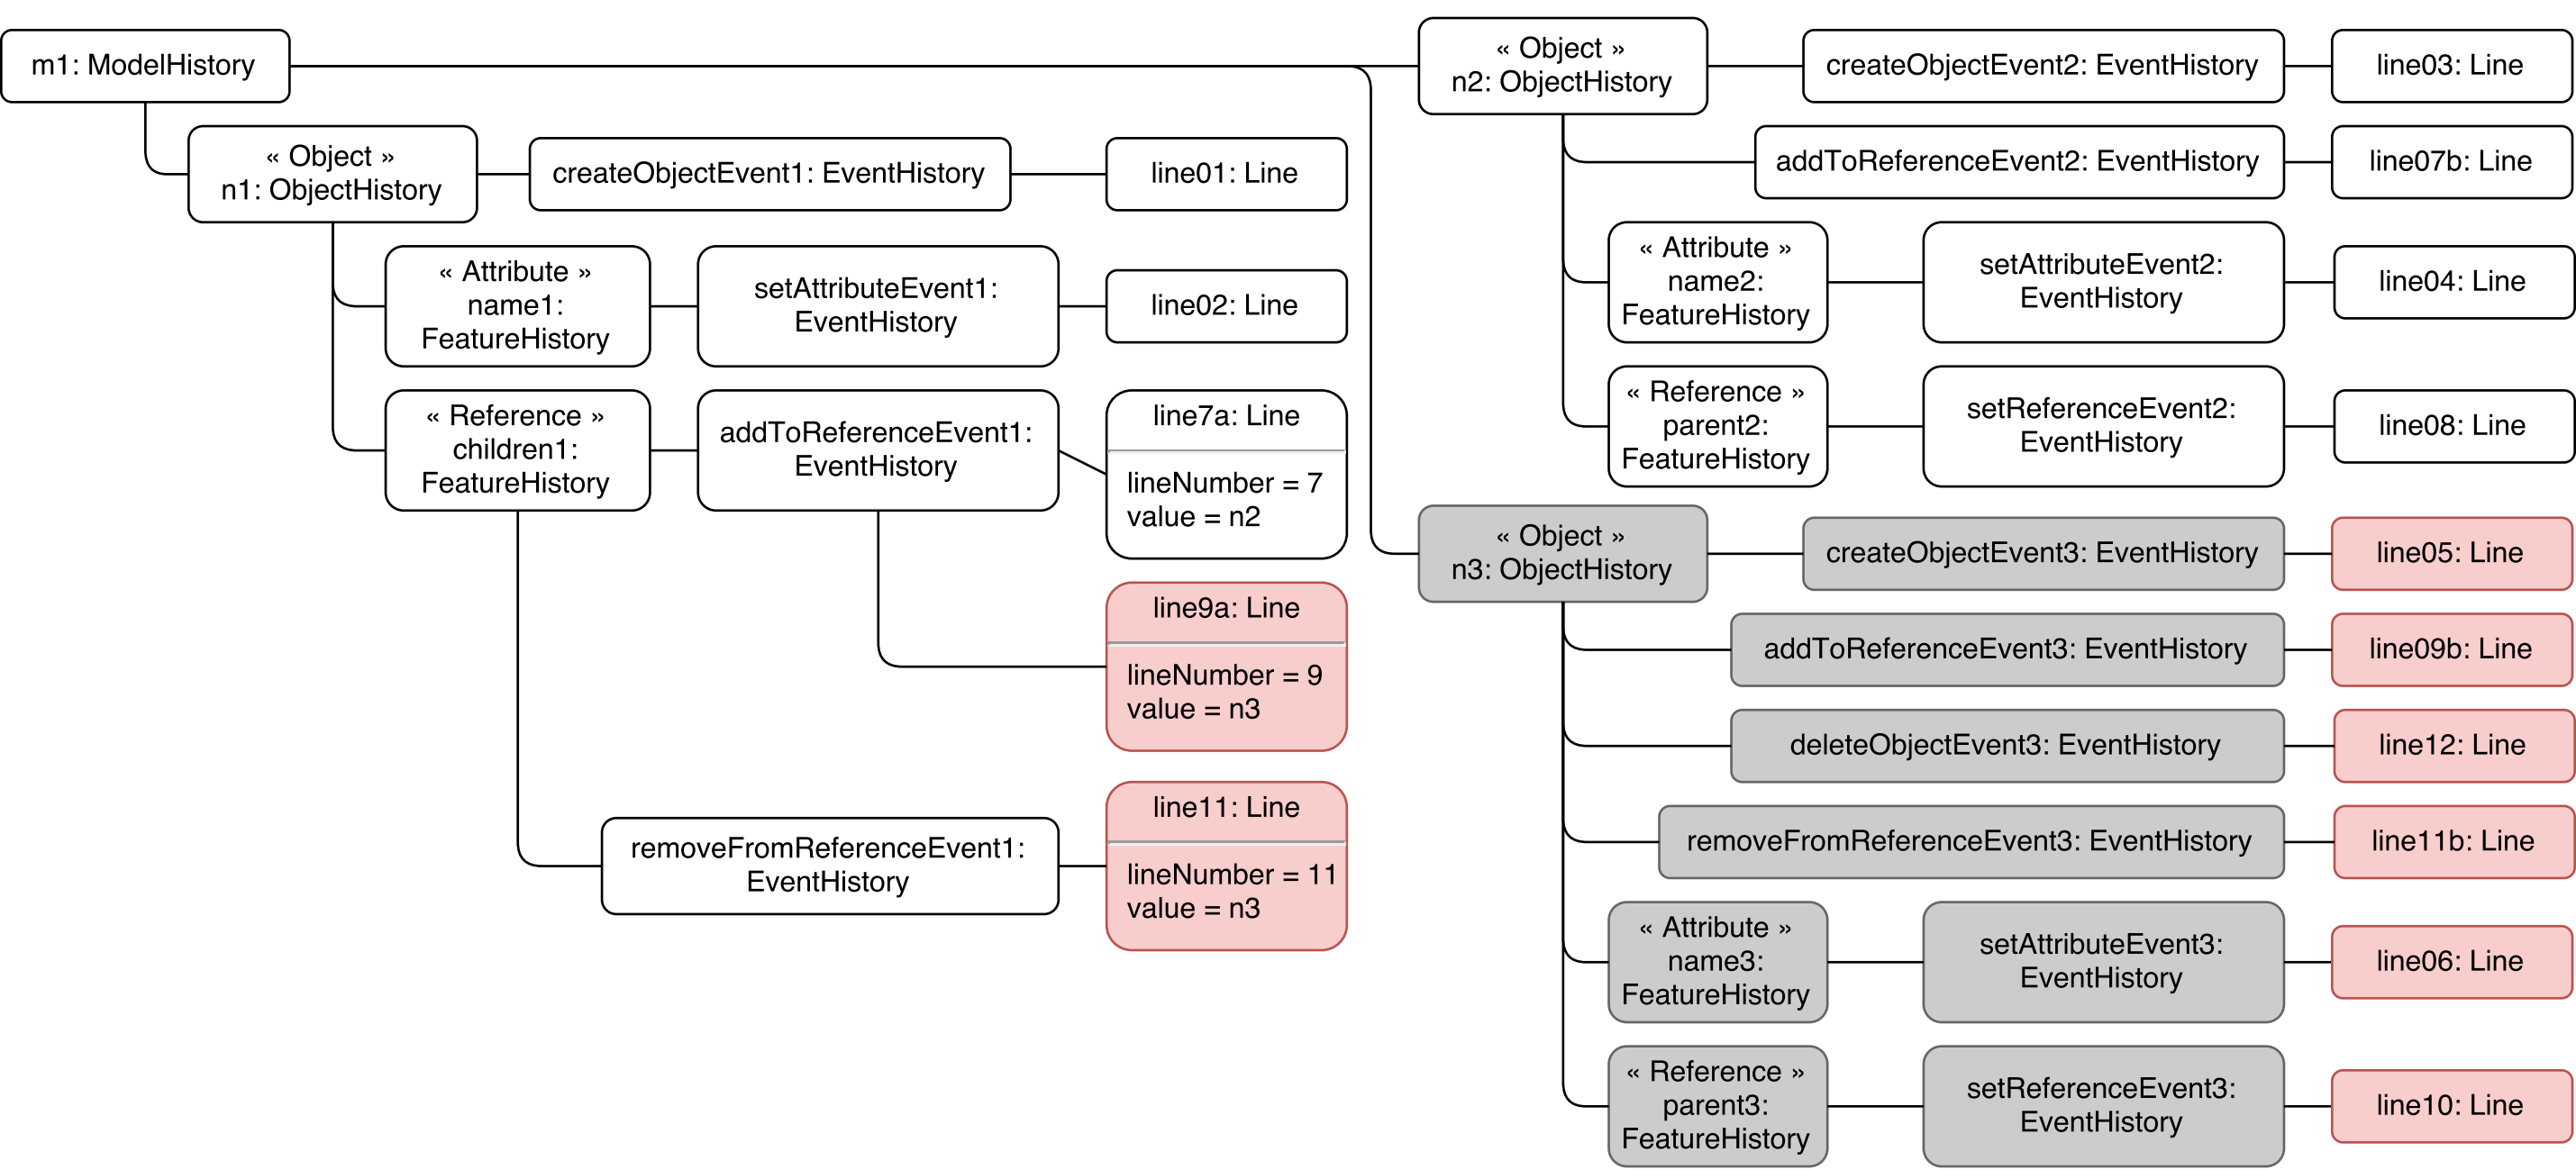 m1: ModelHistory
« Object »
n1: ObjectHistory
createObjectEvent1: EventHistory
line01: Line
« Attribute »
name1:
FeatureHistory
setAttributeEvent1:
EventHistory
line02: Line
« Reference »
children1:
FeatureHistory
addToReferenceEvent1:
EventHistory
line7a: Line
lineNumber = 7
value = n2
line9a: Line
lineNumber = 9
value = n3
removeFromReferenceEvent1:
EventHistory
line11: Line
lineNumber = 11
value = n3
« Object »
n2: ObjectHistory
createObjectEvent2: EventHistory
line03: Line
addToReferenceEvent2: EventHistory
line07b: Line
« Attribute »
name2:
FeatureHistory
setAttributeEvent2:
EventHistory
line04: Line
« Reference »
parent2:
FeatureHistory
setReferenceEvent2:
EventHistory
line08: Line
« Object »
n3: ObjectHistory
createObjectEvent3: EventHistory
line05: Line
addToReferenceEvent3: EventHistory
line09b: Line
deleteObjectEvent3: EventHistory
line12: Line
removeFromReferenceEvent3: EventHistory
line11b: Line
« Attribute »
name3:
FeatureHistory
setAttributeEvent3:
EventHistory
line06: Line
« Reference »
parent3:
FeatureHistory
setReferenceEvent3:
EventHistory
line10: Line